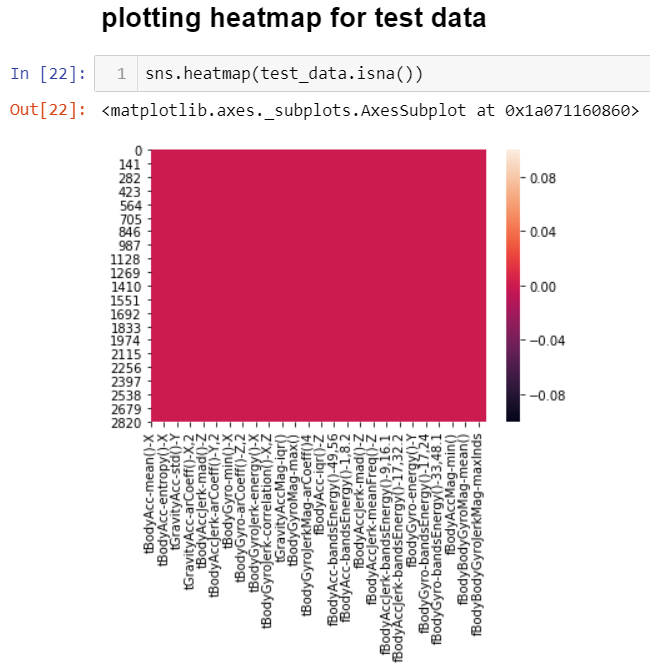 plotting heatmap for test data
In [22]: 1 sns.heatmap(test_data.isna())
Out[22]: <matplotlib.axes._subplots.AxesSubplot at 0x1a071160860>
0
141
282
423
564
705
846
987
1128
1269
1410
1551
1692
1833
1974
2115
2256
2397
2538
2679
2820
0.08
0.04
0.00
−0.04
−0.08
tBodyAcc-mean()-X
tBodyAcc-entropy()-X
tGravityAcc-std()-Y
tGravityAcc-arCoeff()-X,2
tBodyAccJerk-mad()-Z
tBodyAccJerk-arCoeff()-Y,2
tBodyGyro-min()-X
tBodyGyro-arCoeff()-Z,2
tBodyGyroJerk-energy()-X
tBodyGyroJerk-correlation()-X,Z
tGravityAccMag-iqr()
tBodyGyroMag-max()
tBodyGyroJerkMag-arCoeff()4
fBodyAcc-iqr()-Z
fBodyAcc-bandsEnergy()-49,56
fBodyAcc-bandsEnergy()-1,8.2
fBodyAccJerk-mad()-Z
fBodyAccJerk-meanFreq()-Z
fBodyAccJerk-bandsEnergy()-9,16.1
fBodyAccJerk-bandsEnergy()-17,32.2
fBodyGyro-energy()-Y
fBodyGyro-bandsEnergy()-17,24
fBodyGyro-bandsEnergy()-33,48.1
fBodyAccMag-min()
fBodyBodyGyroMag-mean()
fBodyBodyGyroJerkMag-maxInds